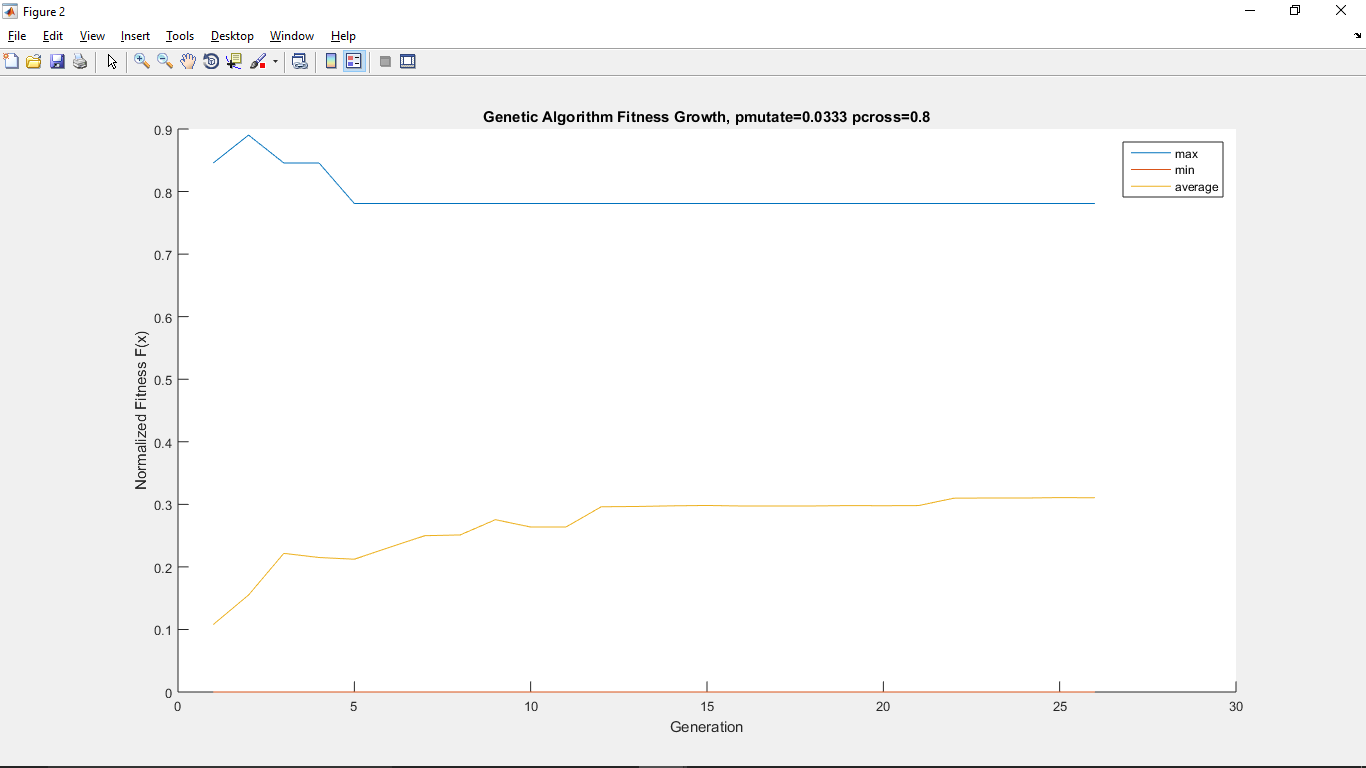 Figure 2
File Edit View Insert Tools Desktop Window Help
Genetic Algorithm Fitness Growth, pmutate=0.0333 pcross=0.8
max
min
average
Normalized Fitness F(x)
0.9
0.8
0.7
0.6
0.5
0.4
0.3
0.2
0.1
0
0 5 10 15 20 25 30
Generation